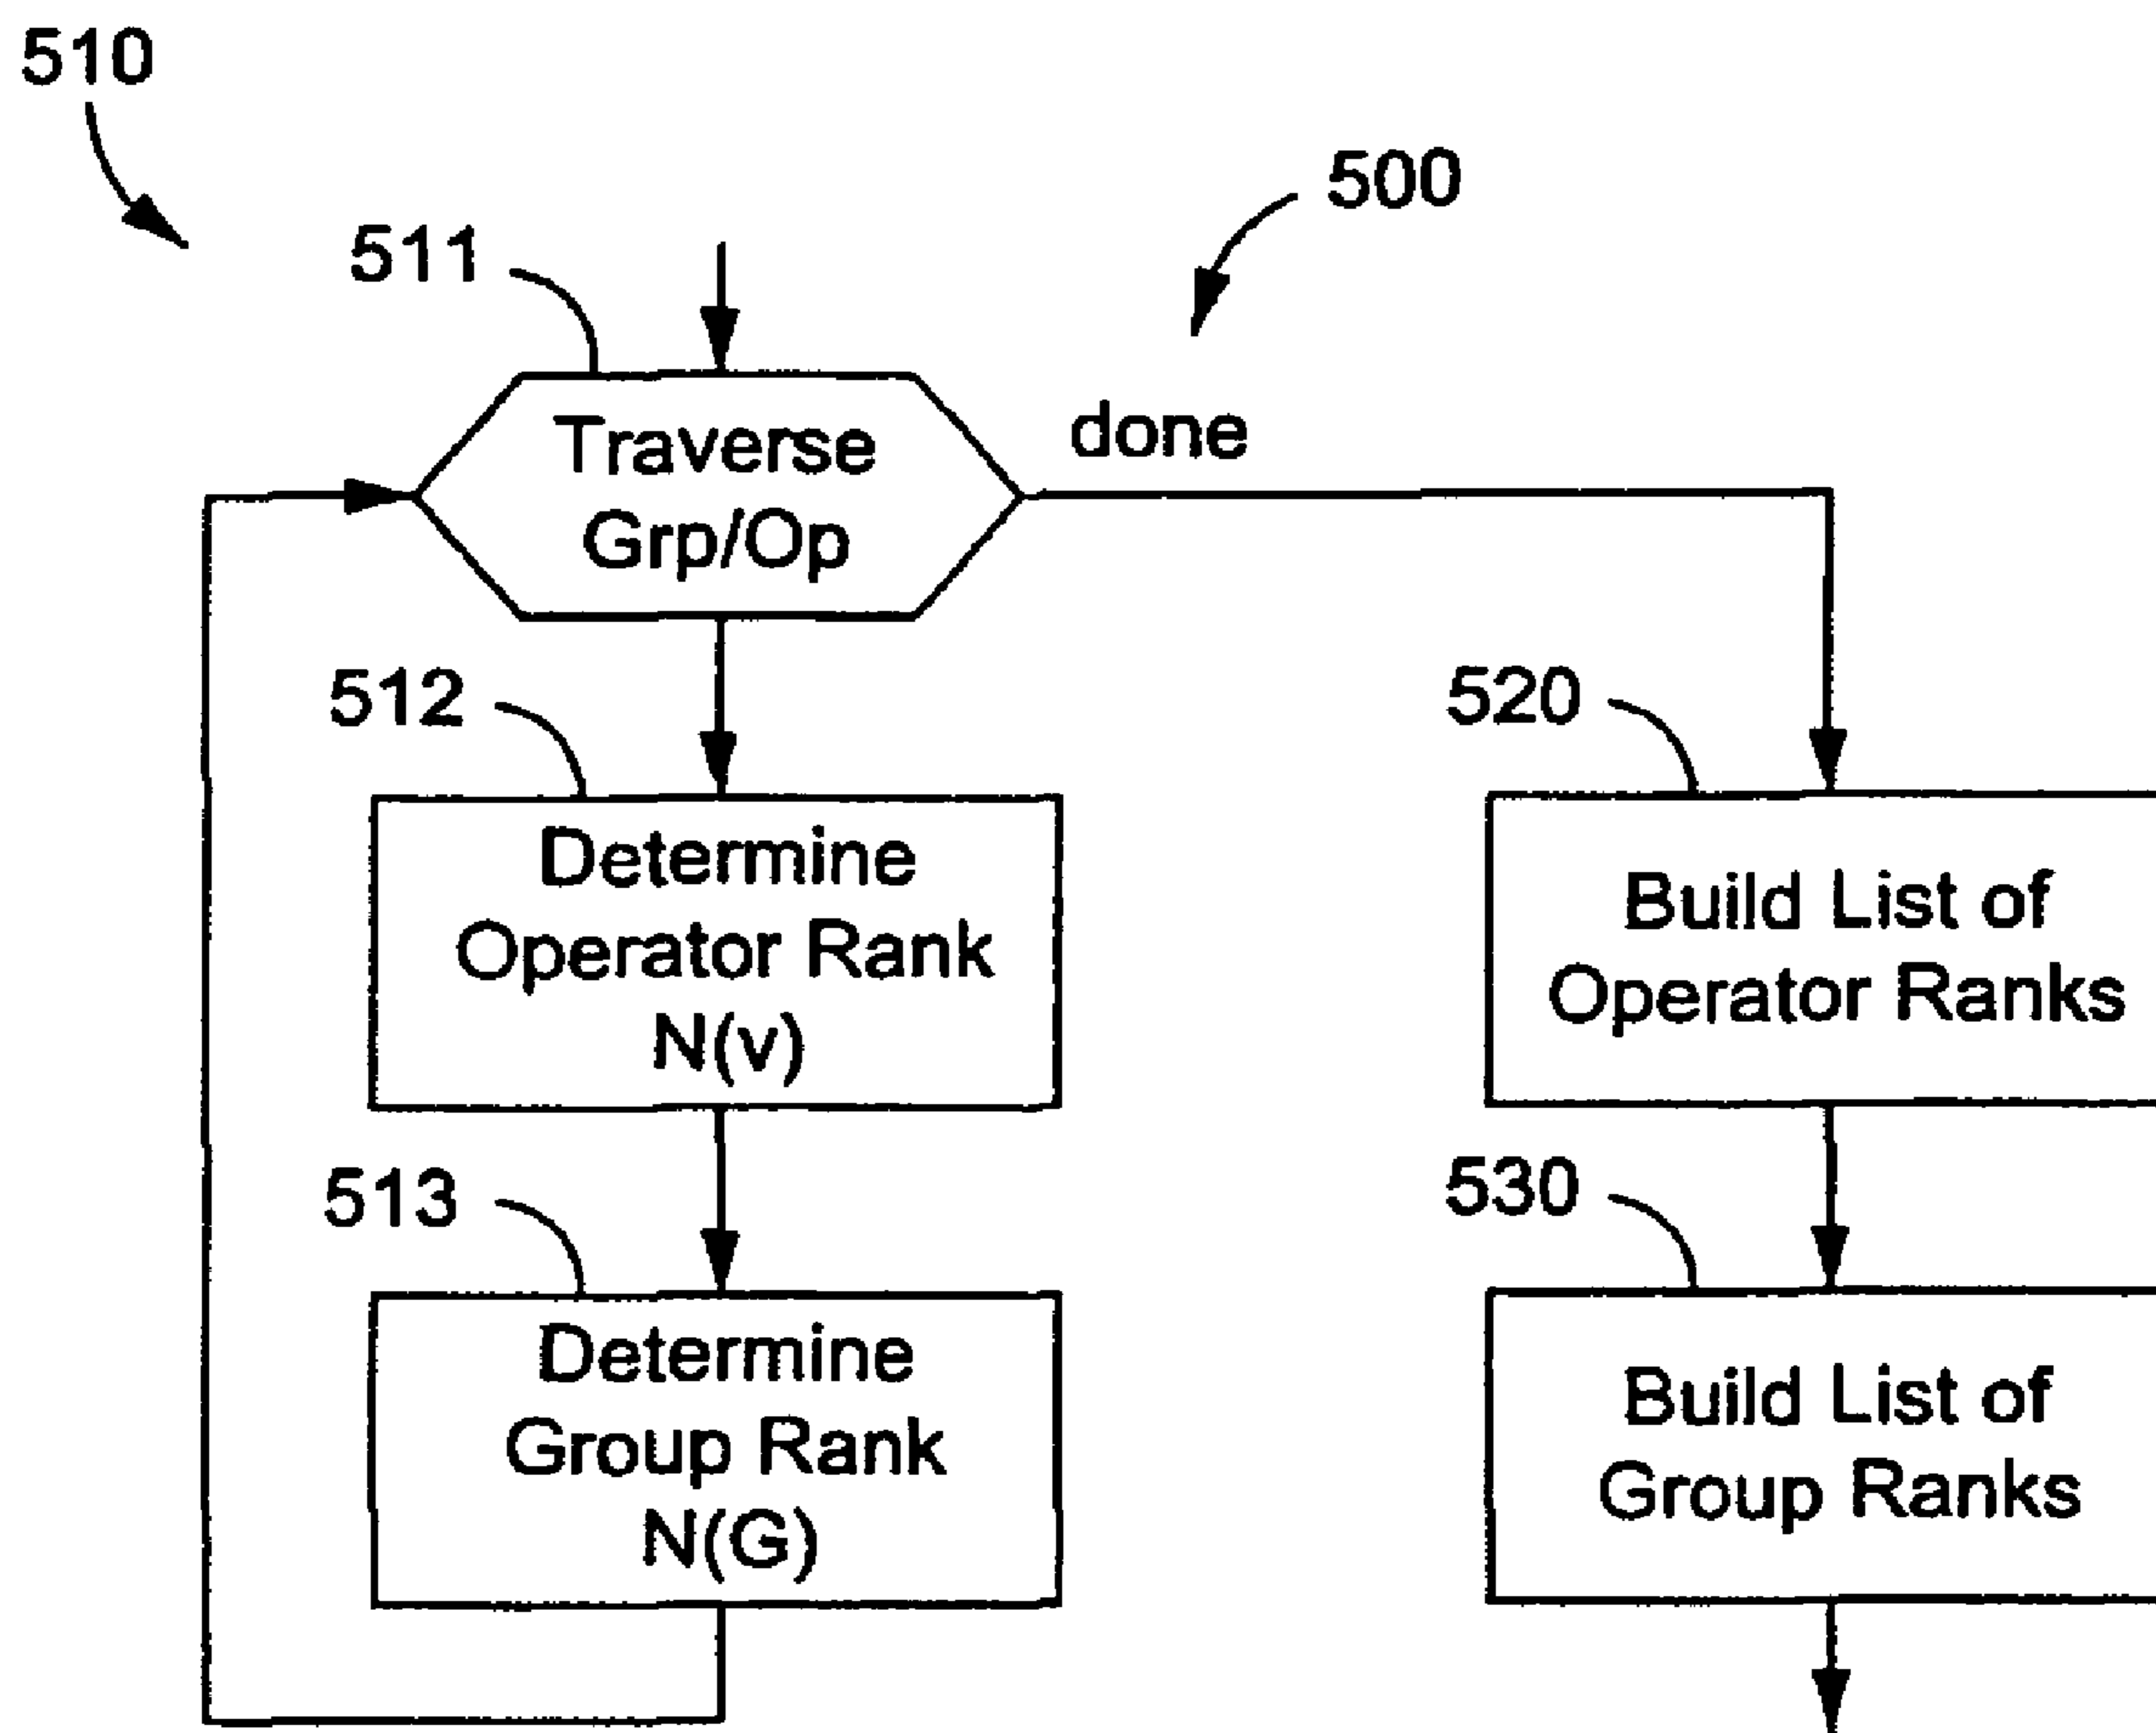 510
500
511
Traverse
Grp/Op
done
512
Determine
Operator Rank
N(v)
513
Determine
Group Rank
N(G)
520
Build List of
Operator Ranks
530
Build List of
Group Ranks